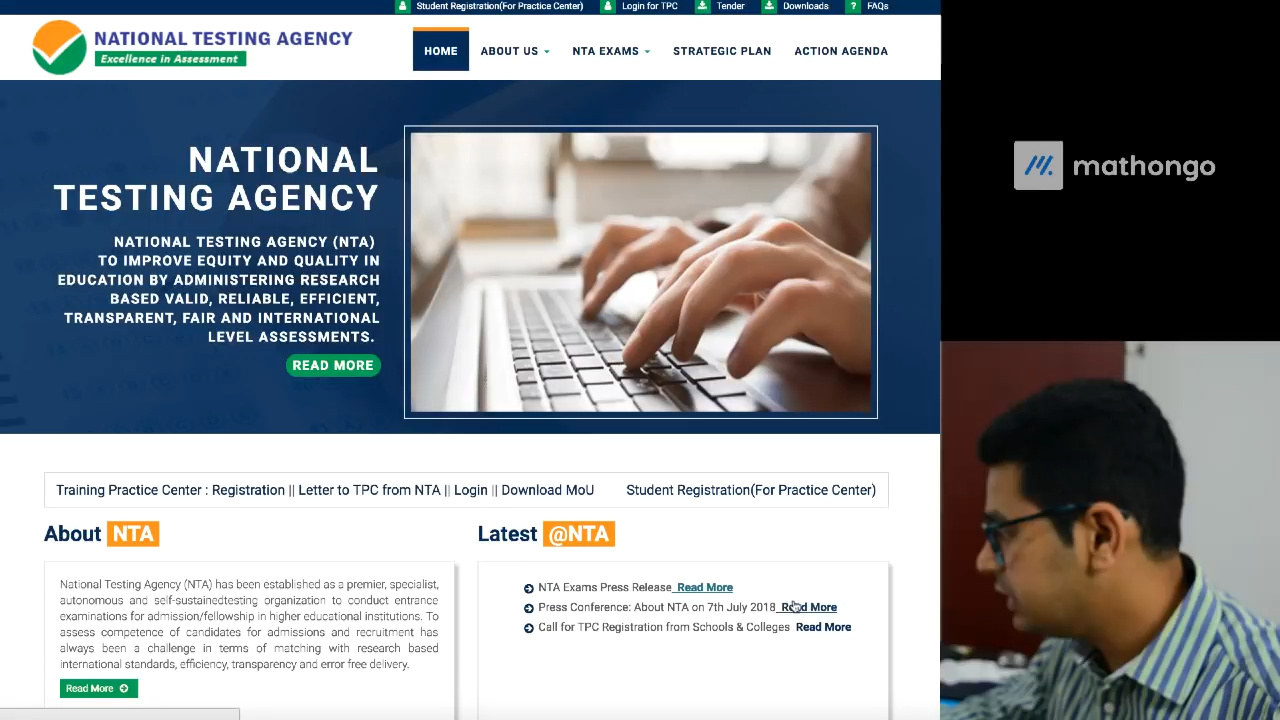 Student Registration(For Practice Center) Login for TPC Tender Downloads ? FAQs
NATIONAL TESTING AGENCY
Excellence in Assessment
HOME ABOUT US NTA EXAMS STRATEGIC PLAN ACTION AGENDA
NATIONAL
TESTING AGENCY
NATIONAL TESTING AGENCY (NTA)
TO IMPROVE EQUITY AND QUALITY IN
EDUCATION BY ADMINISTERING RESEARCH
BASED VALID, RELIABLE, EFFICIENT,
TRANSPARENT, FAIR AND INTERNATIONAL
LEVEL ASSESSMENTS.
READ MORE
mathongo
Training Practice Center : Registration || Letter to TPC from NTA || Login || Download MoU Student Registration(For Practice Center)
About NTA
National Testing Agency (NTA) has been established as a premier, specialist,
autonomous and self-sustainedtesting organization to conduct entrance
examinations for admission/fellowship in higher educational institutions. To
assess competence of candidates for admissions and recruitment has
always been a challenge in terms of matching with research based
international standards, efficiency, transparency and error free delivery.
Read More
Latest @NTA
NTA Exams Press Release Read More
Press Conference: About NTA on 7th July 2018 Read More
Call for TPC Registration from Schools & Colleges Read More